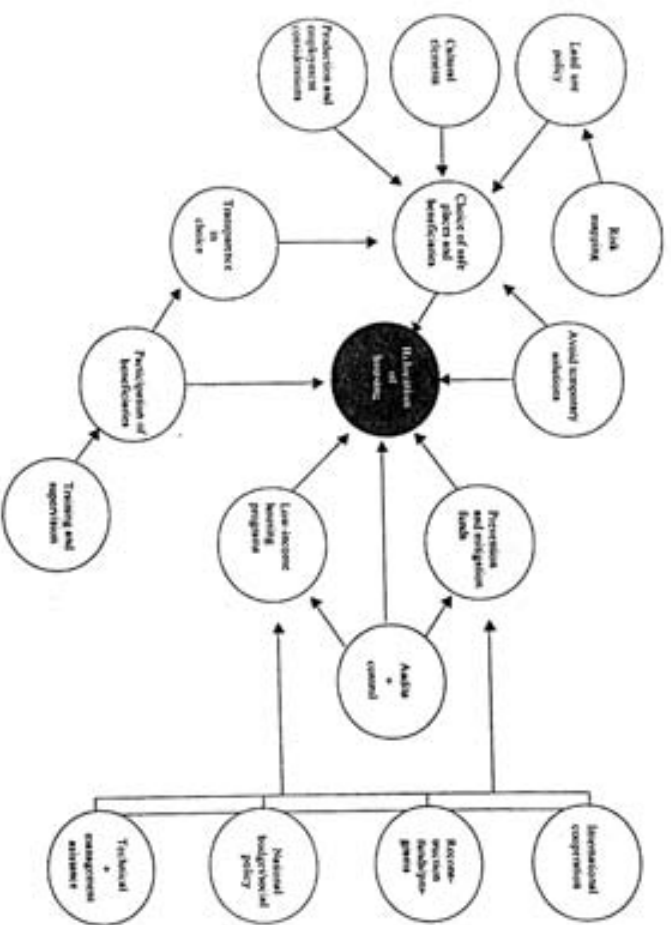 International
cooperation
Recons-
truction
funds/pro-
grams
National
budget/social
policy
Technical
+
management
Audits
+
control
Prevention
and mitigation
funds
Low-income
housing
programs
Training and
supervision
Avoid temporary
solutions
Relocation
of
housing
Participation of
beneficiaries
Risk
mapping
Choice of safe
places and
beneficiaries
Transparence
in
choice
Land use
policy
Cultural
elements
Production and
employment
considerations